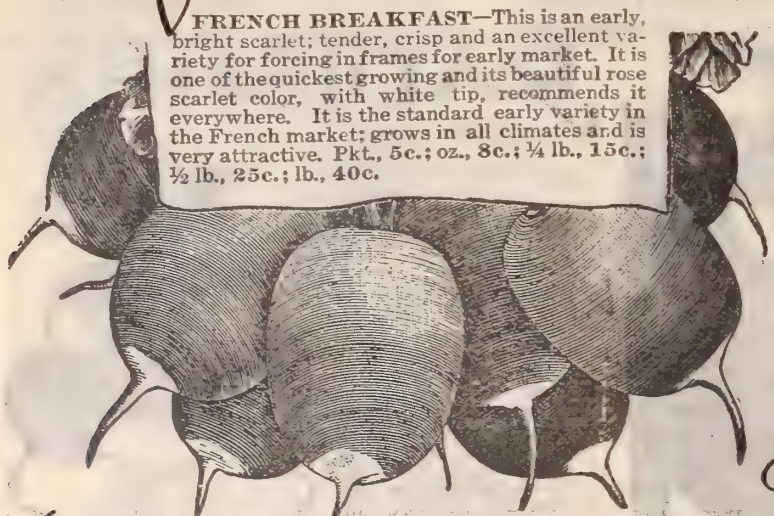 FRENCH BREAKFAST—This is an early,
bright scarlet; tender, crisp and an excellent va-
riety for forcing in frames for early market. It is
one of the quickest growing and its beautiful rose
scarlet color, with white tip, recommends it
everywhere. It is the standard early variety in
the French market; grows in all climates and is
very attractive. Pkt., 5c.; oz., 8c.; ¼ lb., 15c.;
½ lb., 25c.; lb., 40c.